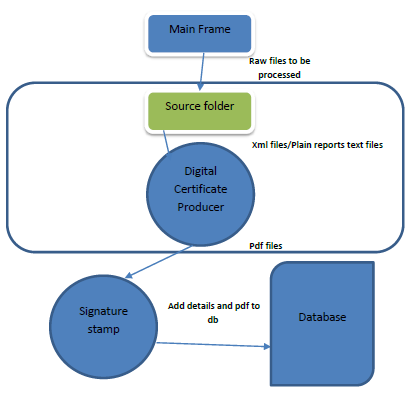 Main Frame
Raw files to be
processed
Source folder
Xml files/Plain reports text files
Digital
Certificate
Producer
Pdf files
Signature
stamp
Add details and pdf to
db
Database